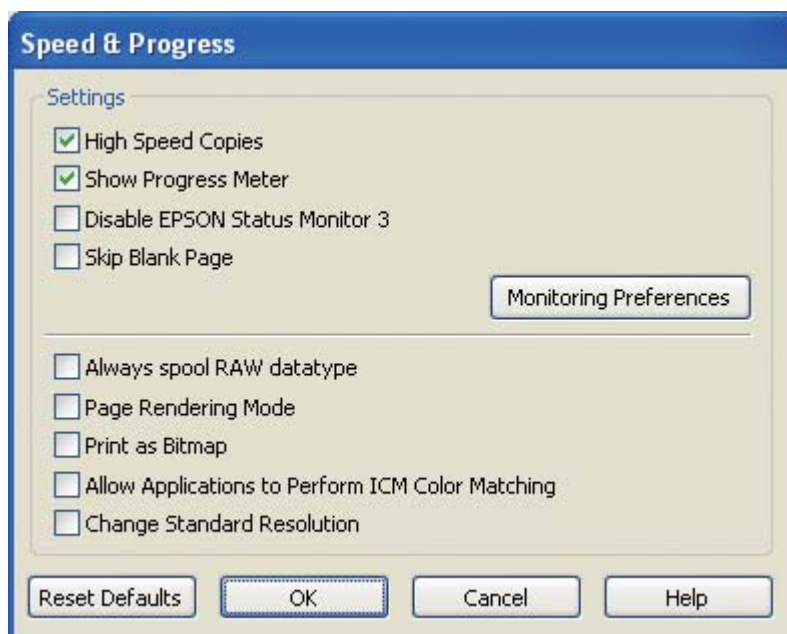 Speed & Progress
Settings
High Speed Copies
Show Progress Meter
Disable EPSON Status Monitor 3
Skip Blank Page
Monitoring Preferences
Always spool RAW datatype
Page Rendering Mode
Print as Bitmap
Allow Applications to Perform ICM Color Matching
Change Standard Resolution
Reset Defaults OK Cancel Help